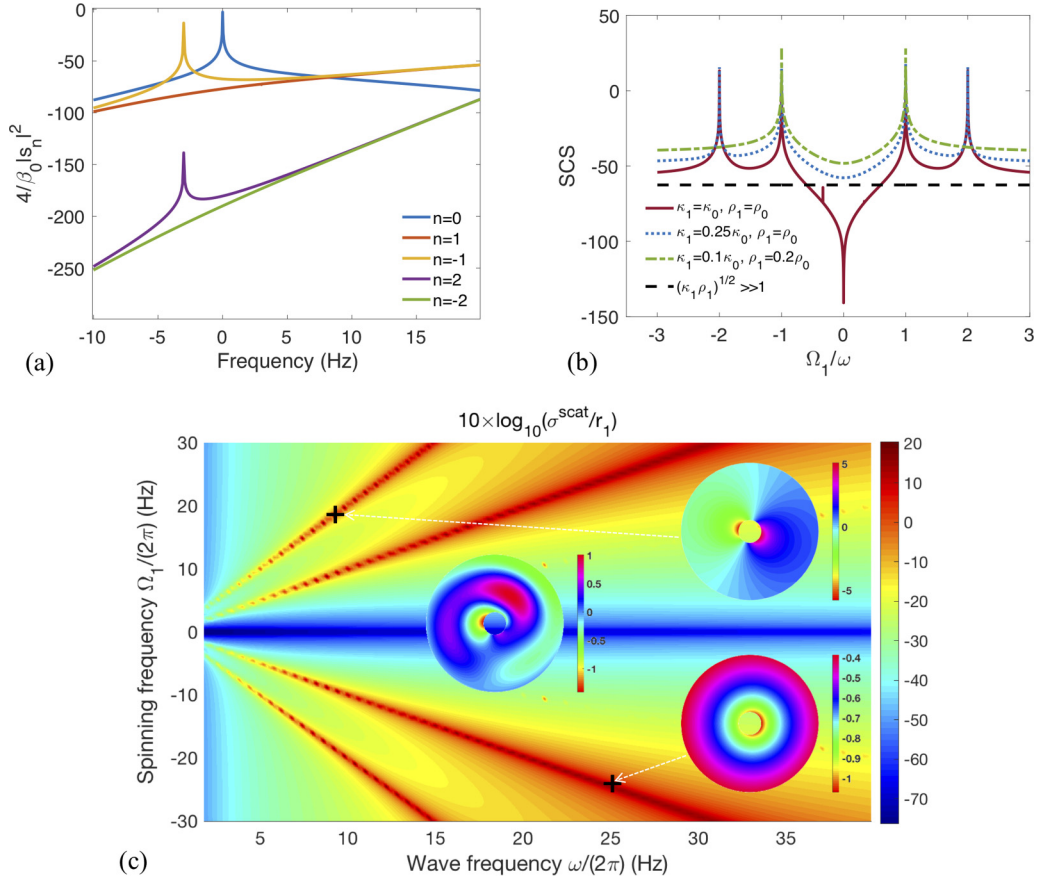 4/β₀|sₙ|²
0
-50
-100
-150
-200
-250
-10 -5 0 5 10 15
Frequency (Hz)
n=0
n=1
n=-1
n=2
n=-2
(a)
SCS
50
0
-50
-100
-150
-3 -2 -1 0 1 2 3
Ω₁/ω
κ₁=κ₀, ρ₁=ρ₀
κ₁=0.25κ₀, ρ₁=ρ₀
κ₁=0.1κ₀, ρ₁=0.2ρ₀
(κ₁ρ₁)^1/2 >>1
(b)
10×log₁₀(σ^scat/r₁)
Spinning frequency Ω₁/(2π) (Hz)
30
20
10
0
-10
-20
-30
5 10 15 20 25 30 35
Wave frequency ω/(2π) (Hz)
1
0.5
0
-0.5
-1
5
0
-5
-0.4
-0.5
-0.6
-0.7
-0.8
-0.9
-1
20
10
0
-10
-20
-30
-40
-50
-60
-70
(c)